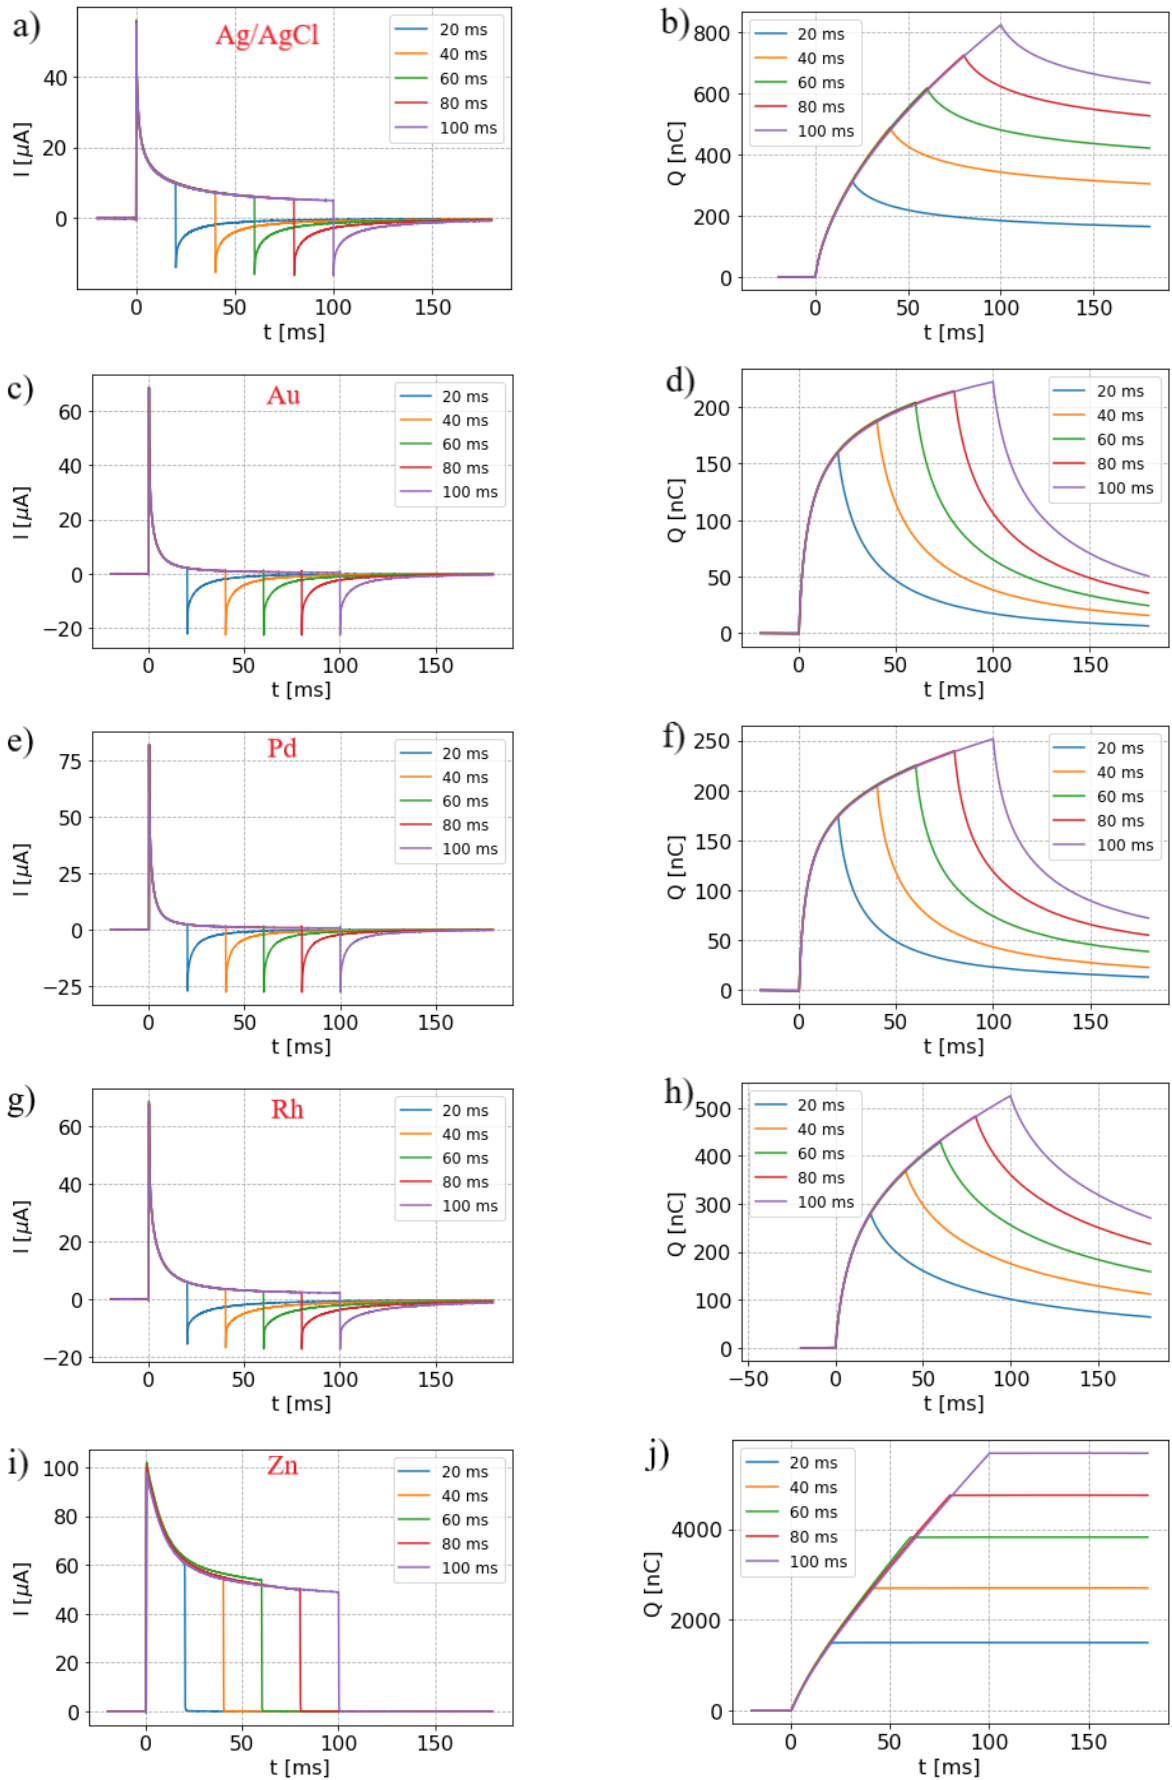 a)
Ag/AgCl
20 ms
40 ms
60 ms
80 ms
100 ms
40
20
0
I [μA]
0
50
100
150
t [ms]
b)
20 ms
40 ms
60 ms
80 ms
100 ms
800
600
400
200
0
Q [nC]
0
50
100
150
t [ms]
c)
Au
20 ms
40 ms
60 ms
80 ms
100 ms
60
40
20
0
−20
I [μA]
0
50
100
150
t [ms]
d)
20 ms
40 ms
60 ms
80 ms
100 ms
200
150
100
50
0
Q [nC]
0
50
100
150
t [ms]
e)
Pd
20 ms
40 ms
60 ms
80 ms
100 ms
75
50
25
0
−25
I [μA]
0
50
100
150
t [ms]
f)
20 ms
40 ms
60 ms
80 ms
100 ms
250
200
150
100
50
0
Q [nC]
0
50
100
150
t [ms]
g)
Rh
20 ms
40 ms
60 ms
80 ms
100 ms
60
40
20
0
−20
I [μA]
0
50
100
150
t [ms]
h)
20 ms
40 ms
60 ms
80 ms
100 ms
500
400
300
200
100
0
Q [nC]
−50
0
50
100
150
t [ms]
i)
Zn
20 ms
40 ms
60 ms
80 ms
100 ms
100
80
60
40
20
0
I [μA]
0
50
100
150
t [ms]
j)
20 ms
40 ms
60 ms
80 ms
100 ms
4000
2000
0
Q [nC]
0
50
100
150
t [ms]